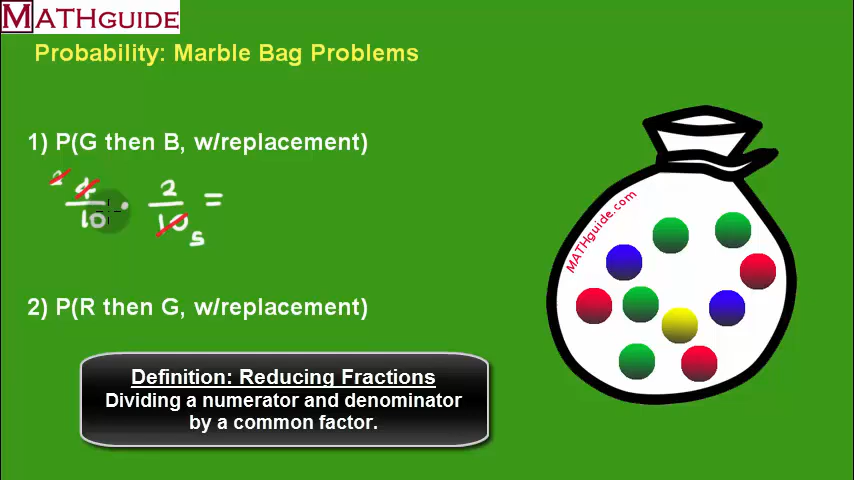 MATHGUIDE
Probability: Marble Bag Problems
1) P(G then B, w/replacement)
2 4/10 · 2/10 5 =
MATHguide.com
2) P(R then G, w/replacement)
Definition: Reducing Fractions
Dividing a numerator and denominator
by a common factor.